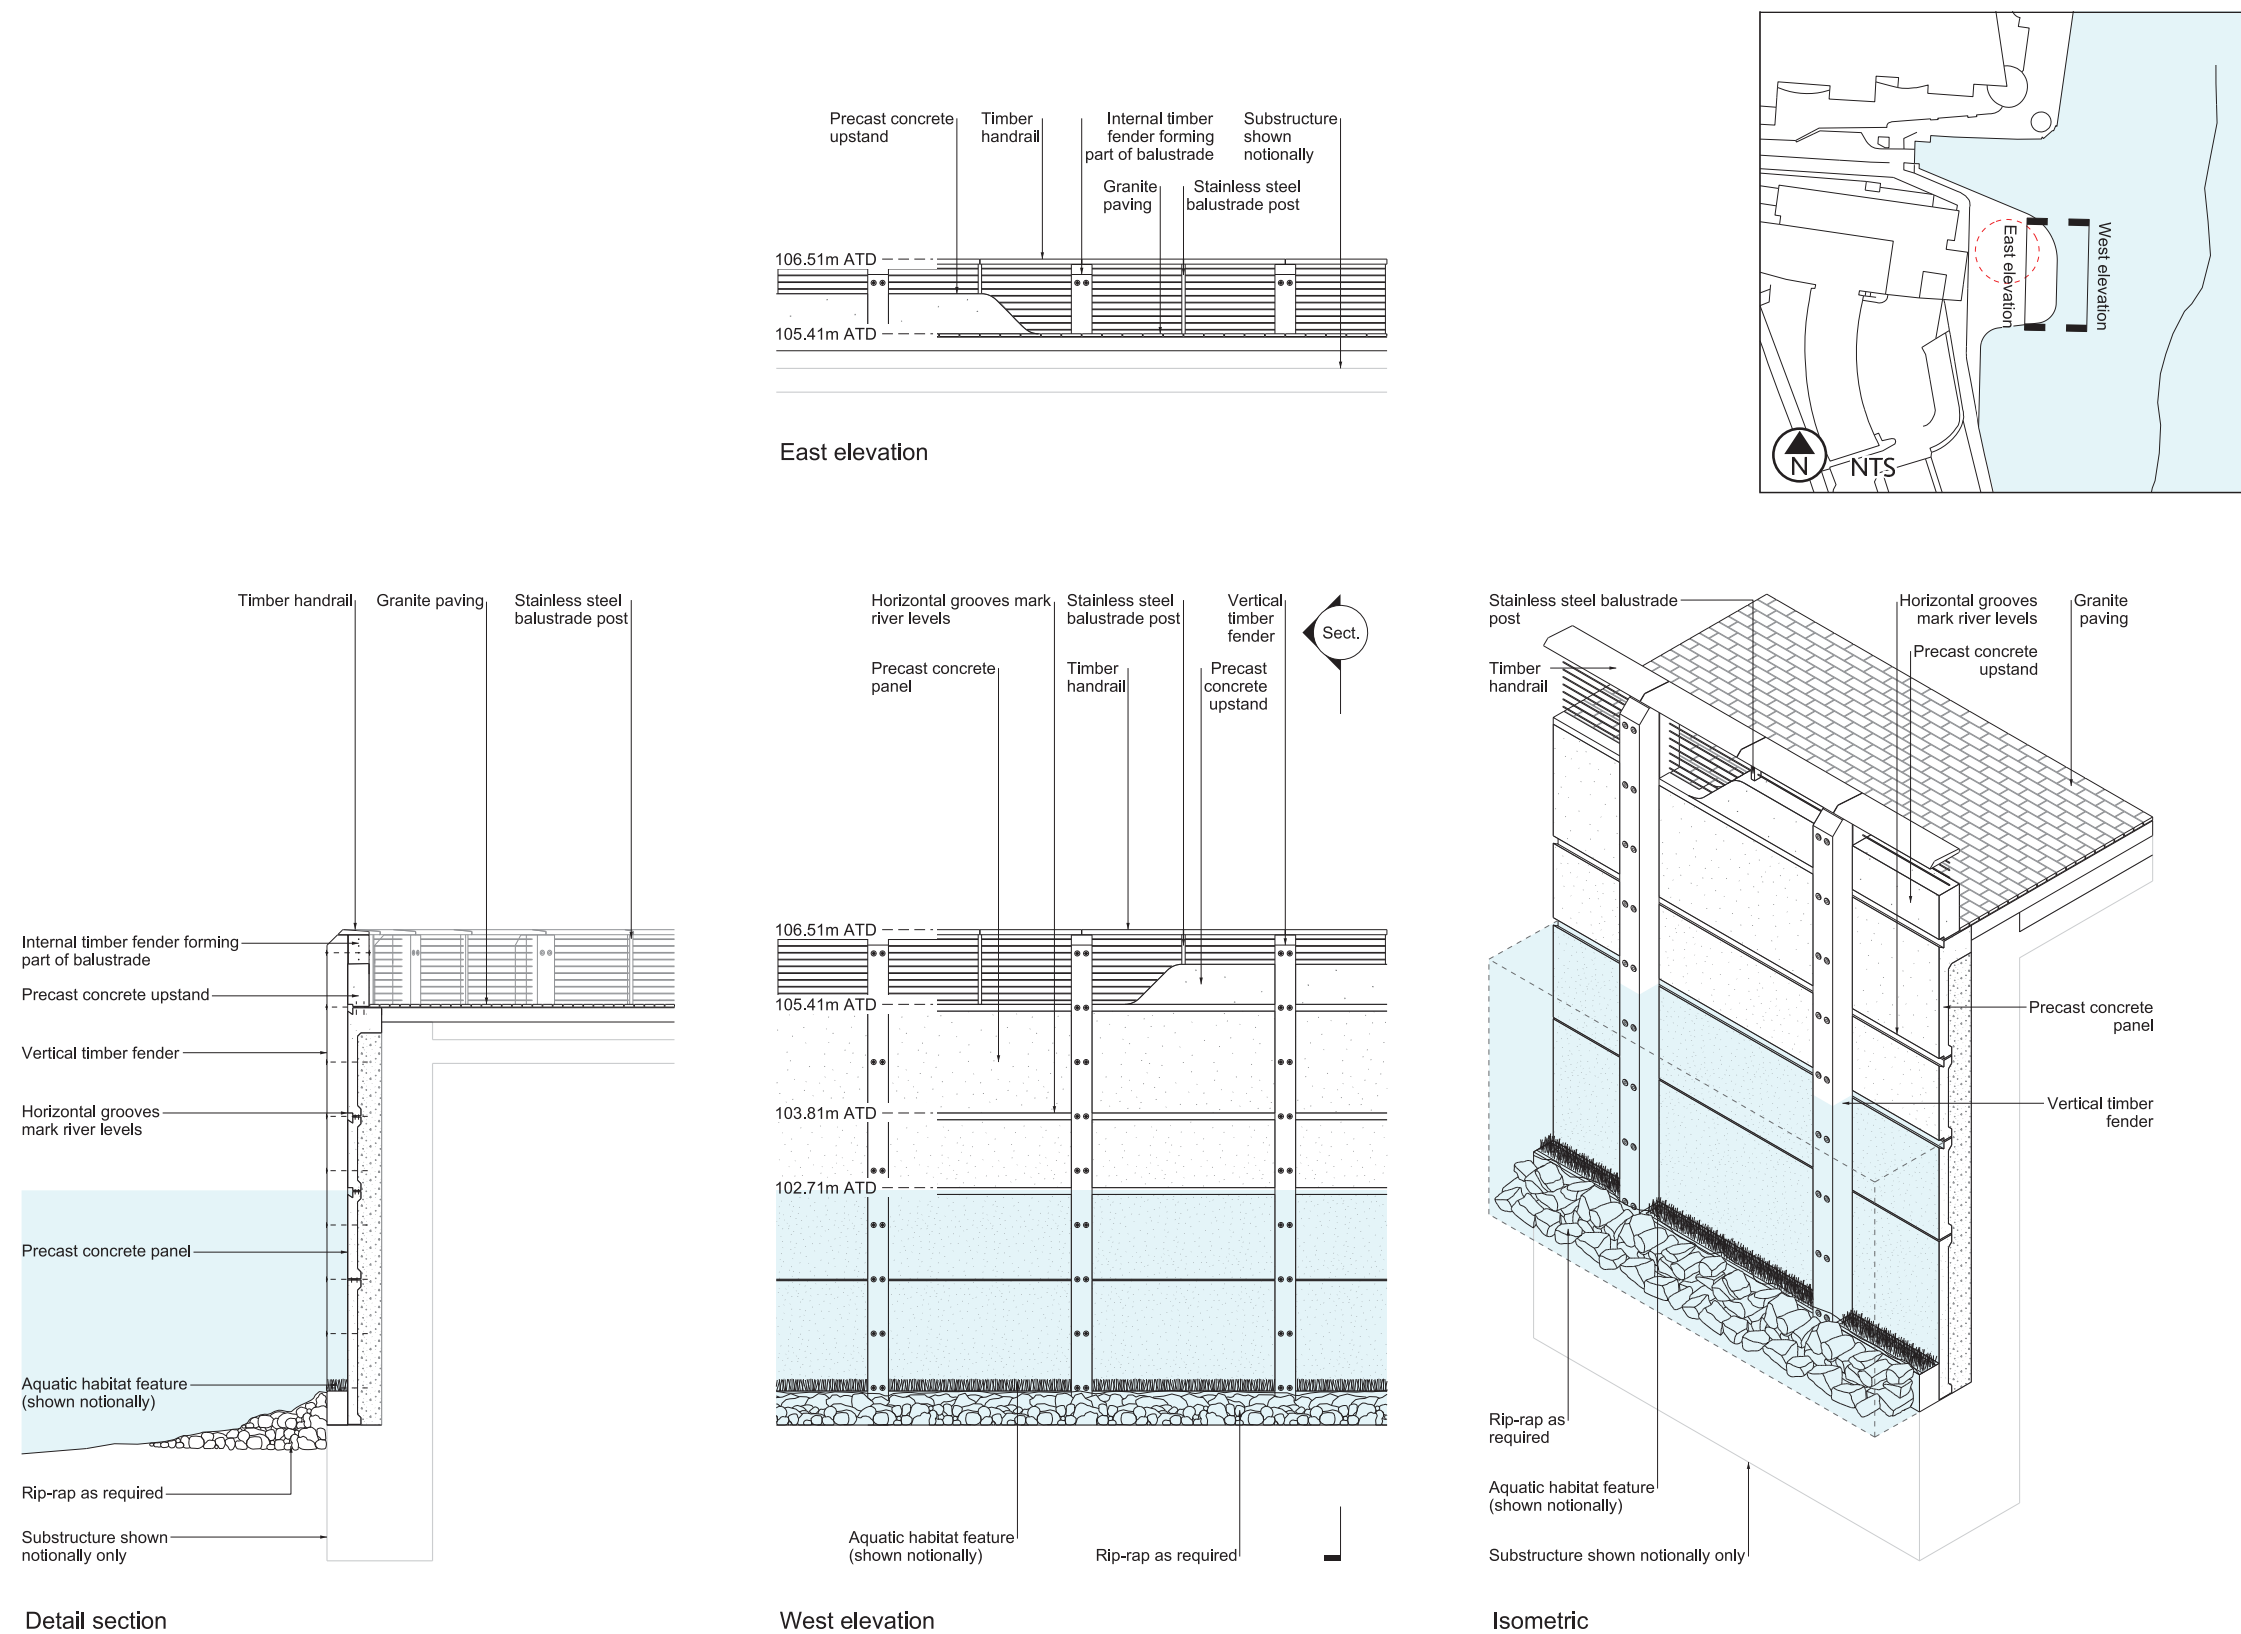 Precast concrete
upstand
Timber
handrail
Internal timber
fender forming
part of balustrade
Substructure
shown
notionally
Granite
paving
Stainless steel
balustrade post
106.51m ATD
105.41m ATD
East elevation
East elevation
West elevation
N
NTS
Timber handrail
Granite paving
Stainless steel
balustrade post
Internal timber fender forming
part of balustrade
Precast concrete upstand
Vertical timber fender
Horizontal grooves
mark river levels
Precast concrete panel
Aquatic habitat feature
(shown notionally)
Rip-rap as required
Substructure shown
notionally only
Detail section
Horizontal grooves mark
river levels
Stainless steel
balustrade post
Vertical
timber
fender
Sect.
Precast concrete
panel
Timber
handrail
Precast
concrete
upstand
106.51m ATD
105.41m ATD
103.81m ATD
102.71m ATD
Aquatic habitat feature
(shown notionally)
Rip-rap as required
West elevation
Stainless steel balustrade
post
Horizontal grooves
mark river levels
Granite
paving
Timber
handrail
Precast concrete
upstand
Precast concrete
panel
Vertical timber
fender
Rip-rap as
required
Aquatic habitat feature
(shown notionally)
Substructure shown notionally only
Isometric